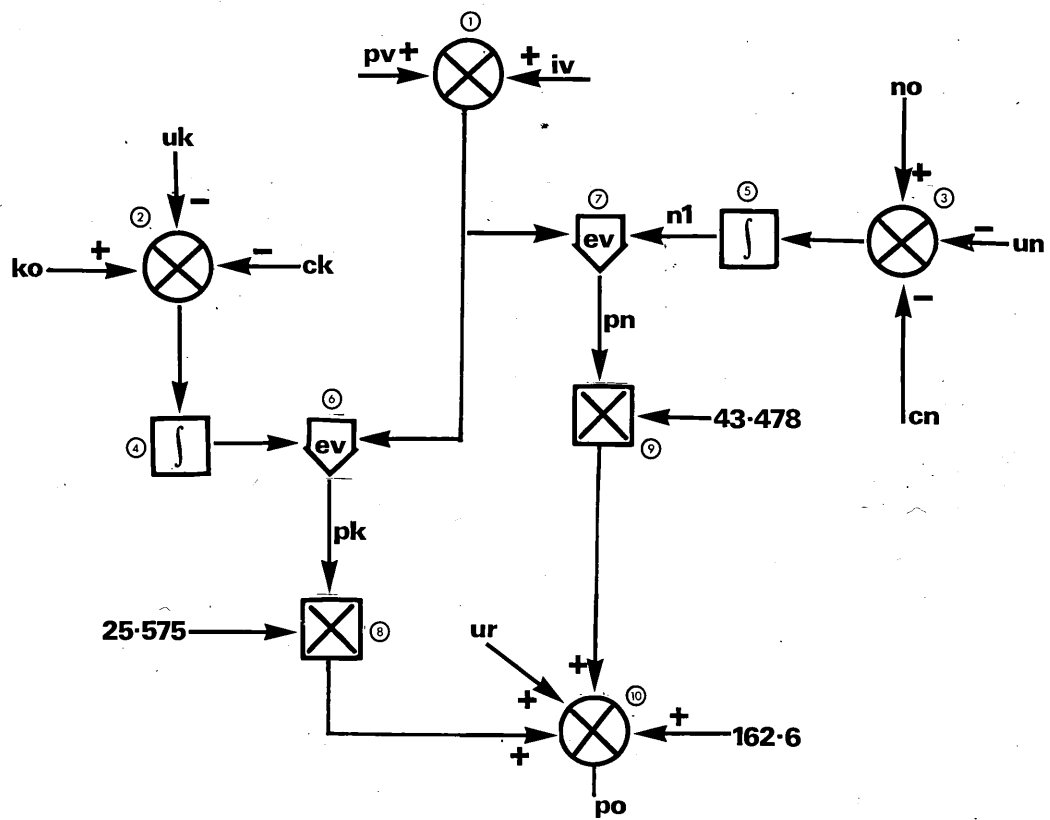 ①
pv + + iv
no
uk
−
②
+
ko
−
ck
⑦
ev
n1
⑤
∫
+
③
−
un
−
cn
pn
43·478
⑨
④
∫
⑥
ev
pk
25·575
⑧
ur
+
+
⑩
+
162·6
+
po